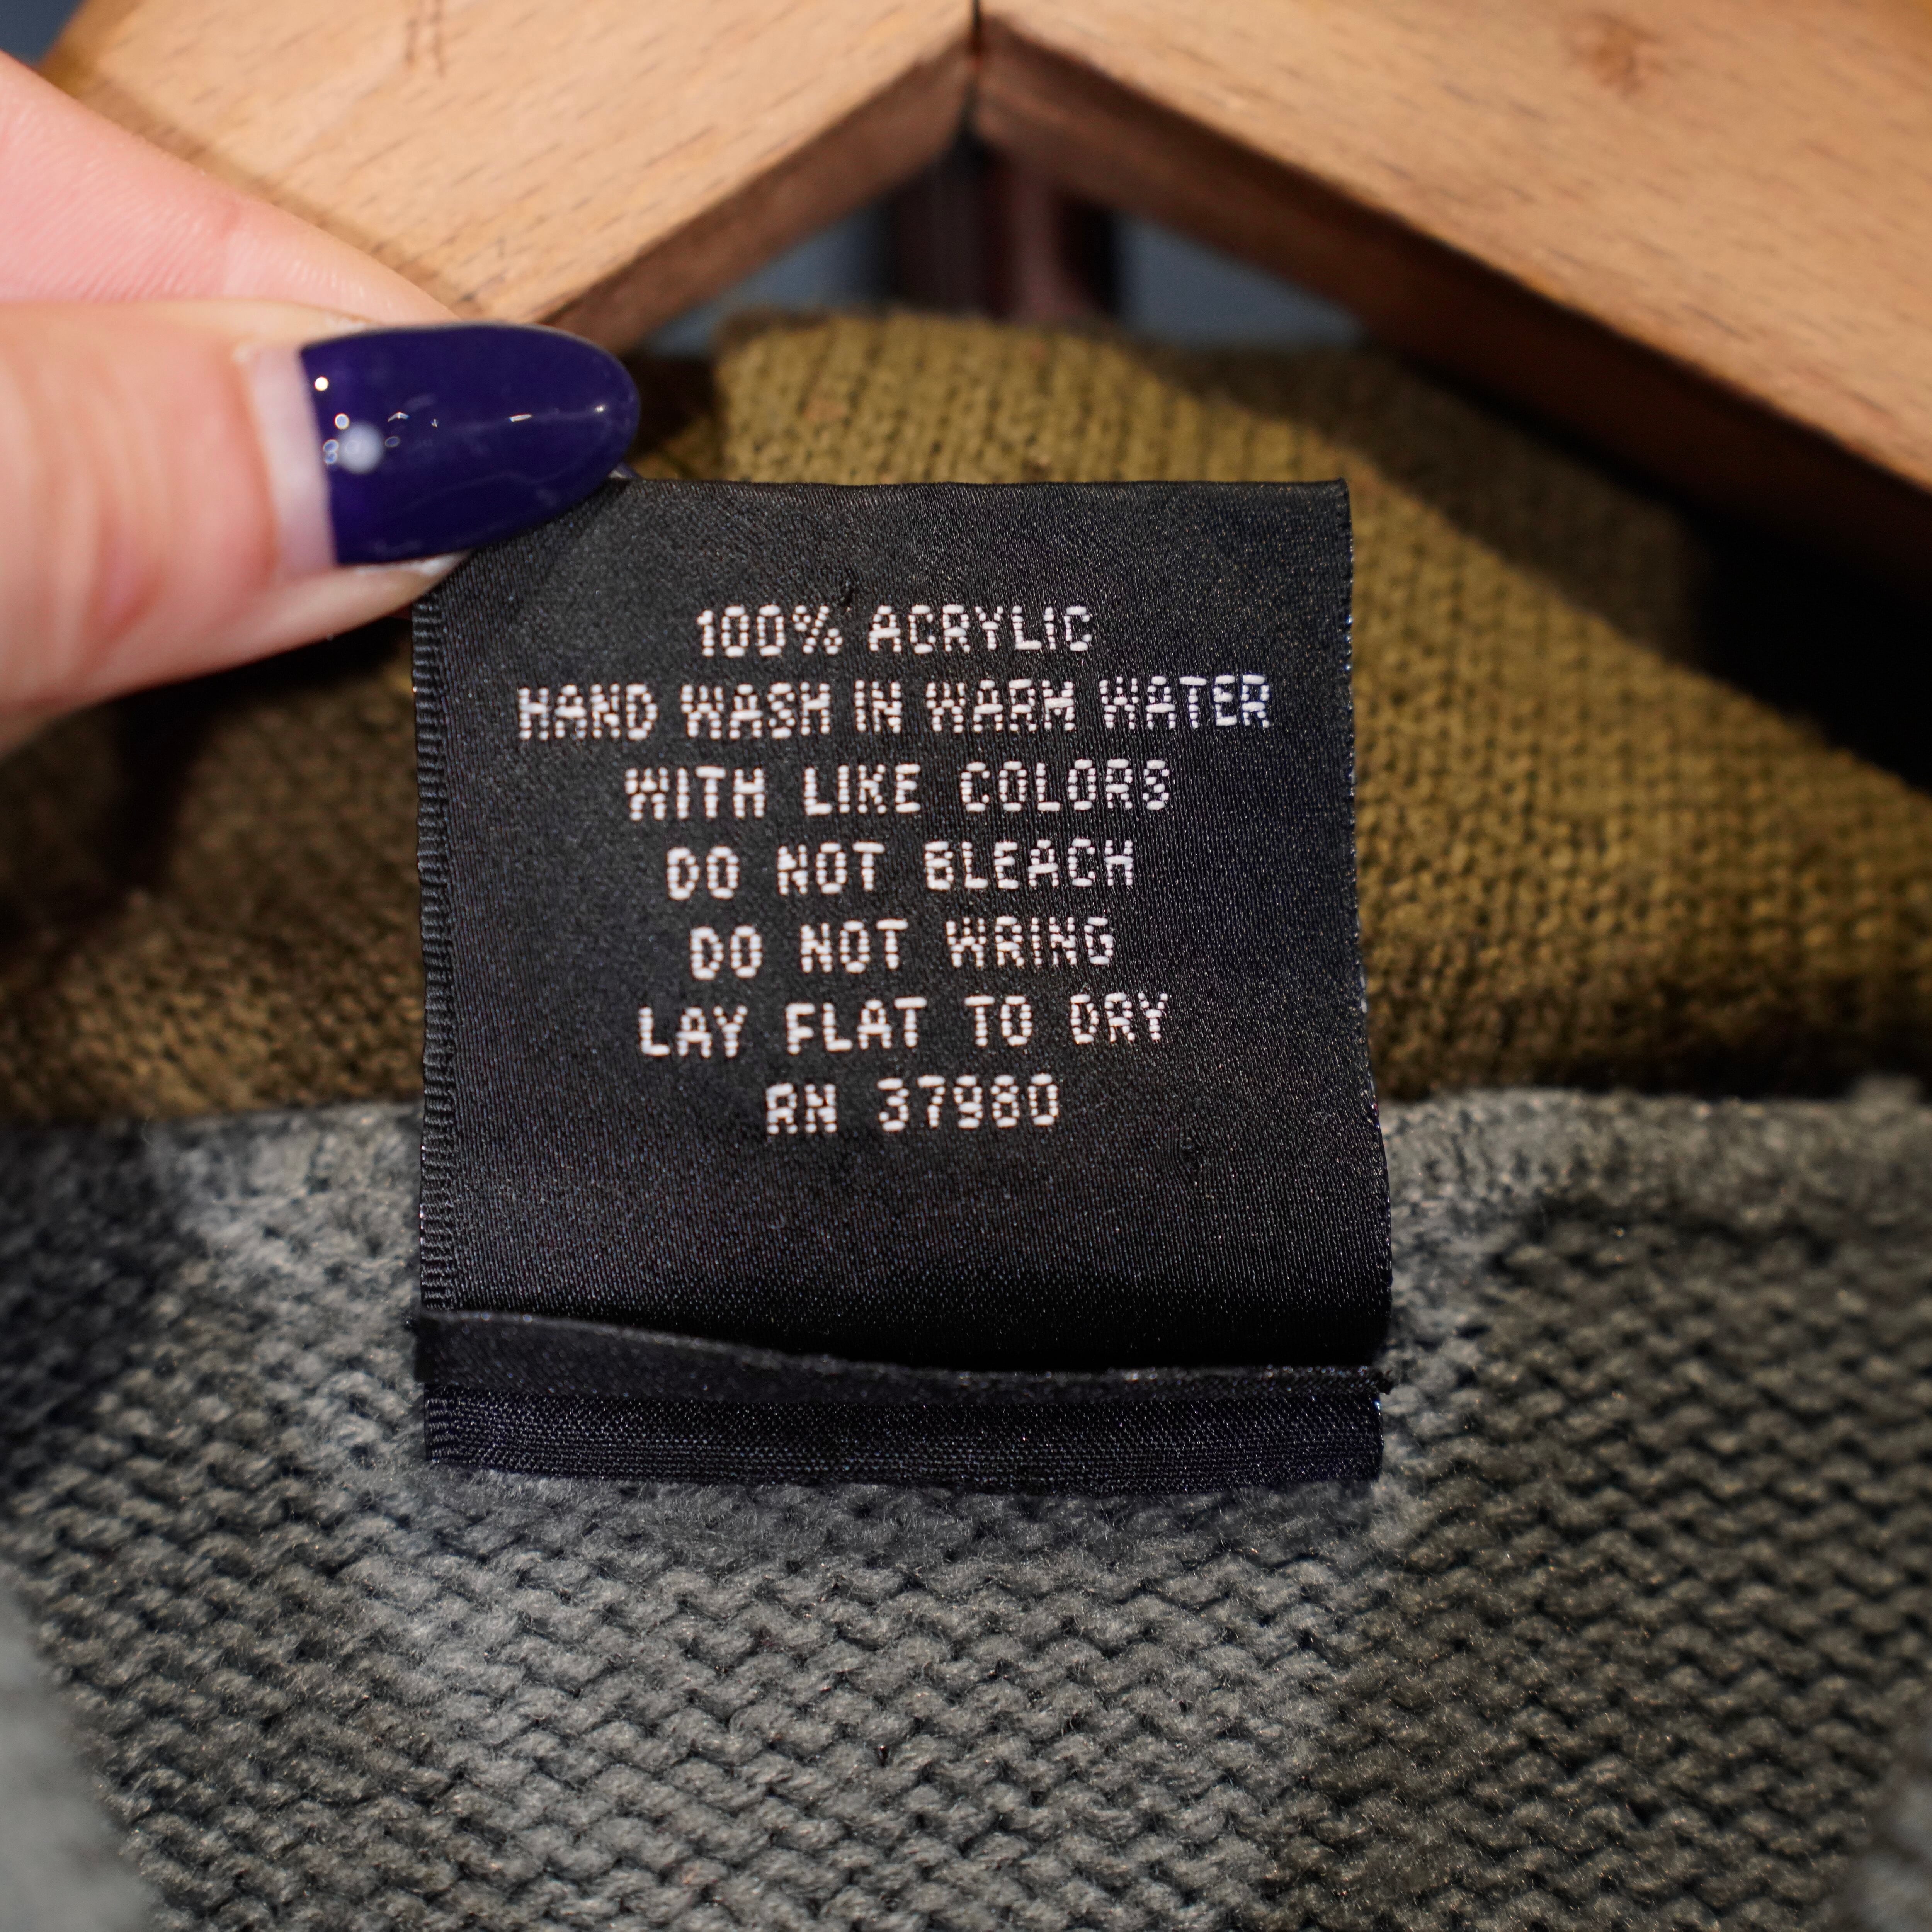 100% ACRYLIC
HAND WASH IN WARM WATER
WITH LIKE COLORS
DO NOT BLEACH
DO NOT WRING
LAY FLAT TO DRY
RN 37980